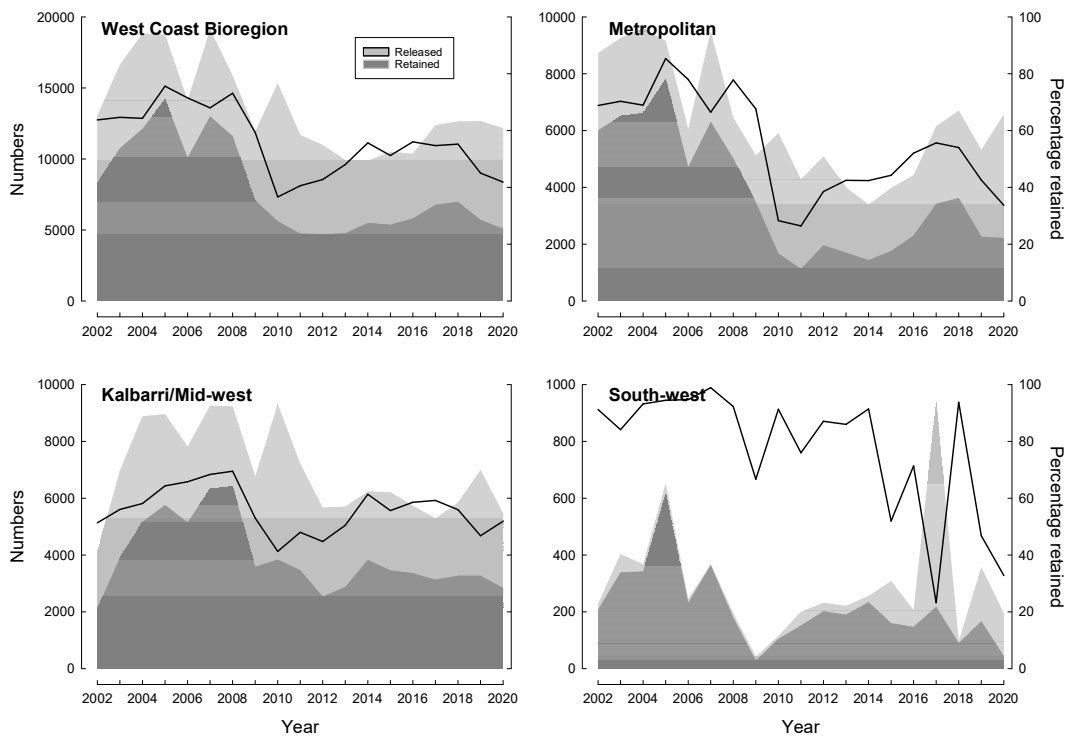 West Coast Bioregion
Released
Retained
Numbers
20000
15000
10000
5000
0
2002 2004 2006 2008 2010 2012 2014 2016 2018 2020
Metropolitan
10000
8000
6000
4000
2000
0
100
80
60
40
20
0
Percentage retained
2002 2004 2006 2008 2010 2012 2014 2016 2018 2020
Kalbarri/Mid-west
Numbers
10000
8000
6000
4000
2000
0
2002 2004 2006 2008 2010 2012 2014 2016 2018 2020
Year
South-west
1000
800
600
400
200
0
100
80
60
40
20
0
Percentage retained
2002 2004 2006 2008 2010 2012 2014 2016 2018 2020
Year